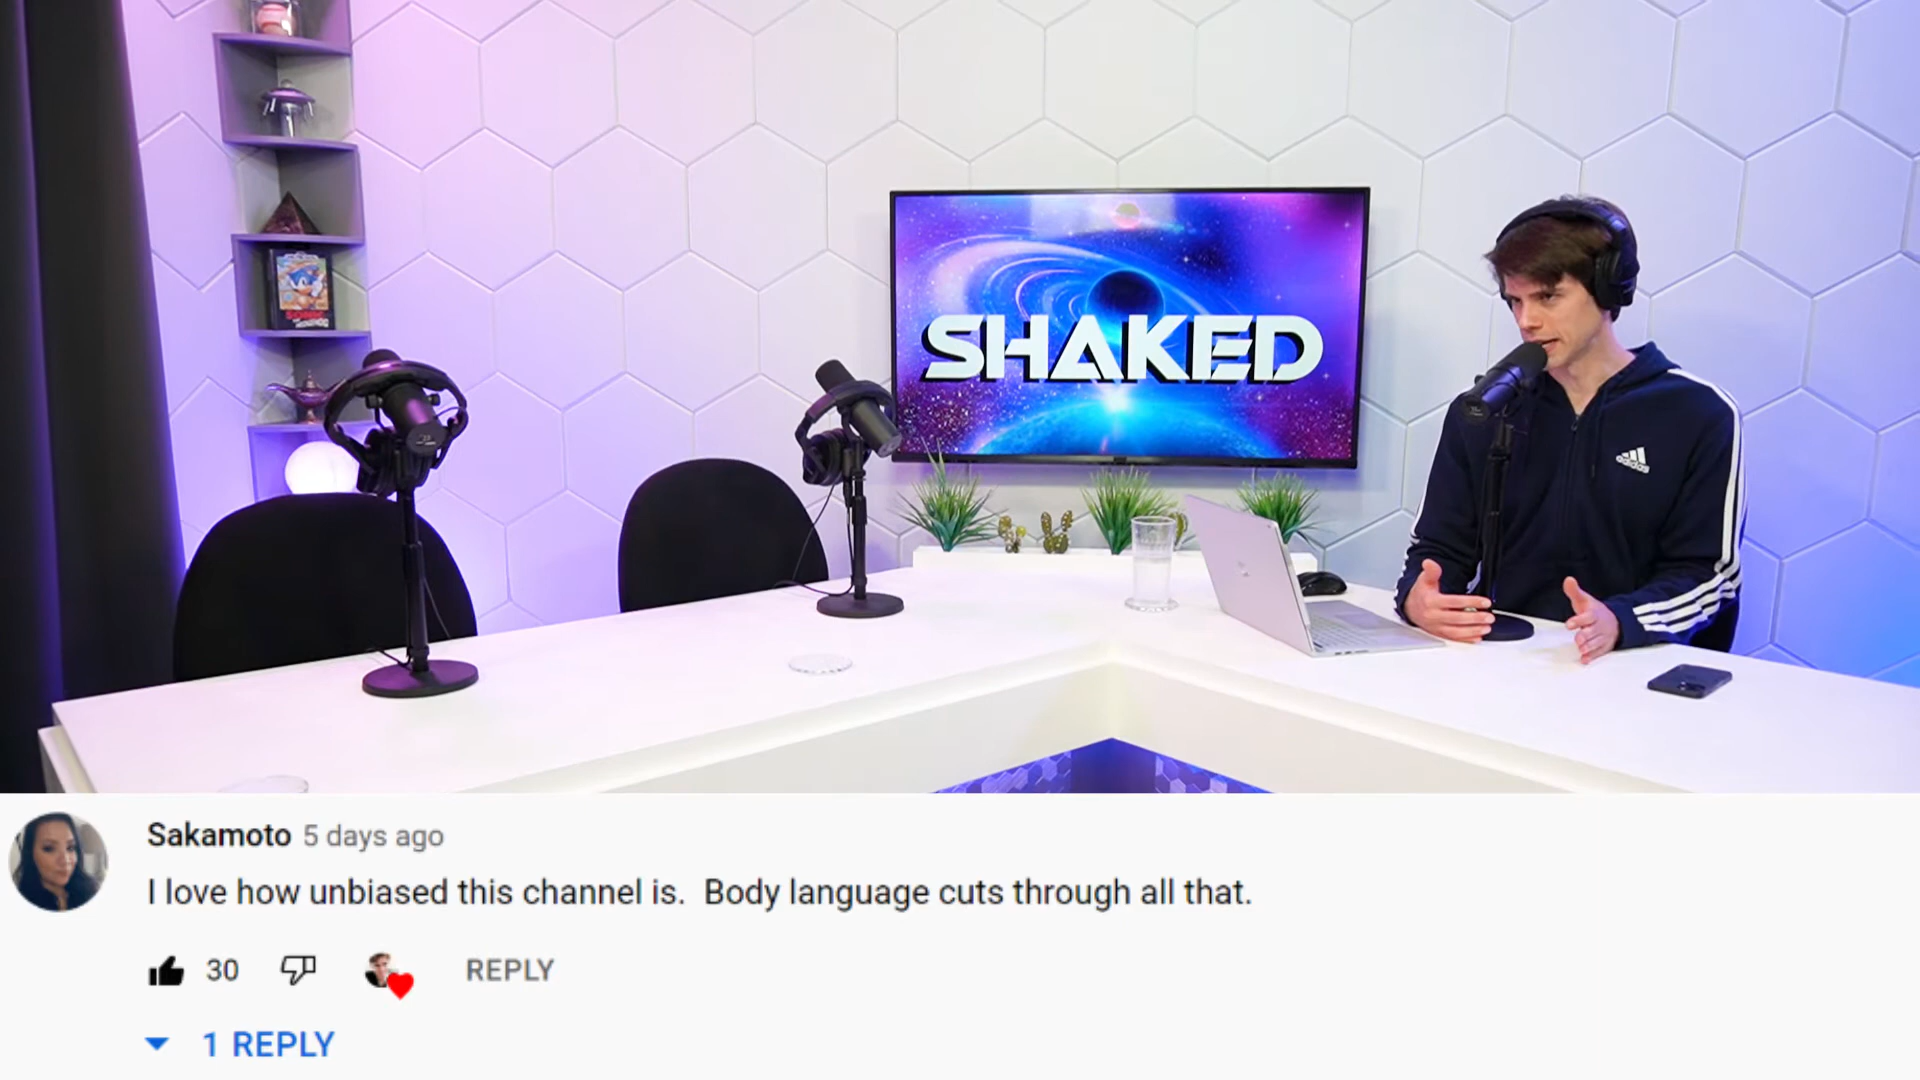 SHAKED
adidas
Sakamoto 5 days ago
I love how unbiased this channel is.  Body language cuts through all that.
30 REPLY
1 REPLY